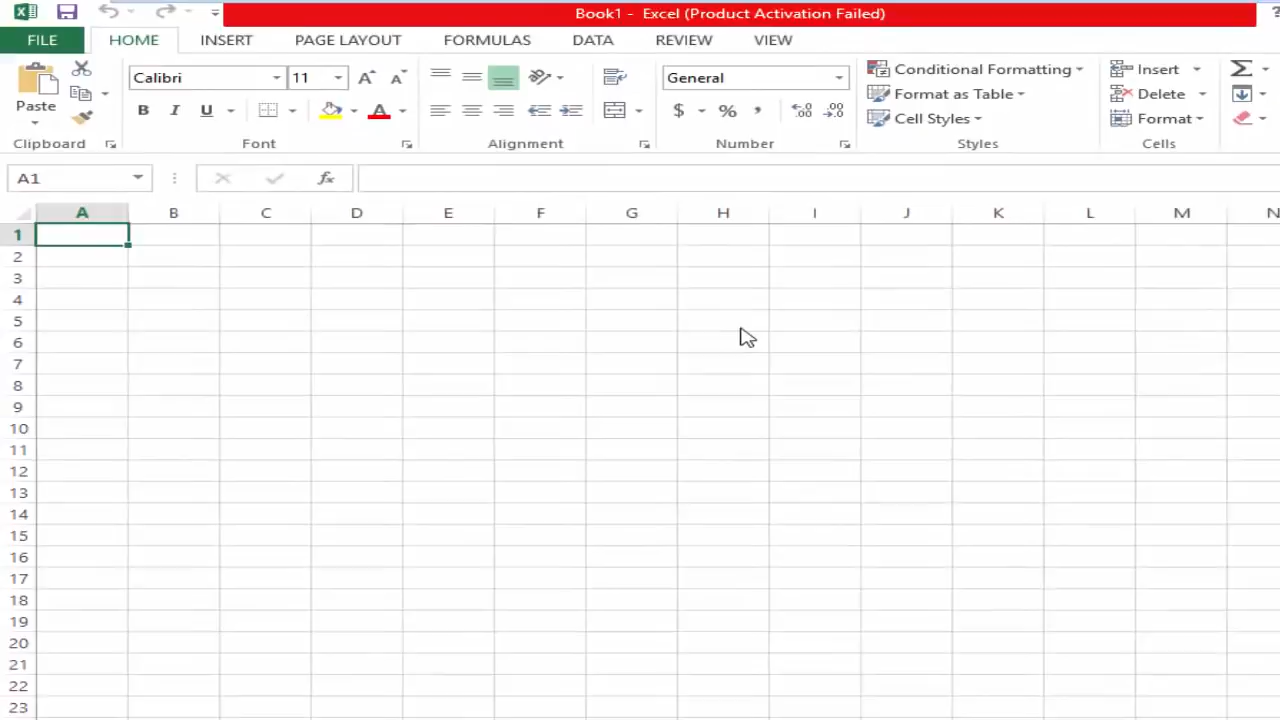 Book1 - Excel (Product Activation Failed) ?
FILE HOME INSERT PAGE LAYOUT FORMULAS DATA REVIEW VIEW
Calibri 11 General Conditional Formatting Insert
Paste Format as Table Delete
B I U $ % , Cell Styles Format
Clipboard Font Alignment Number Styles Cells
A1 fx
A B C D E F G H I J K L M N
1
2
3
4
5
6
7
8
9
10
11
12
13
14
15
16
17
18
19
20
21
22
23